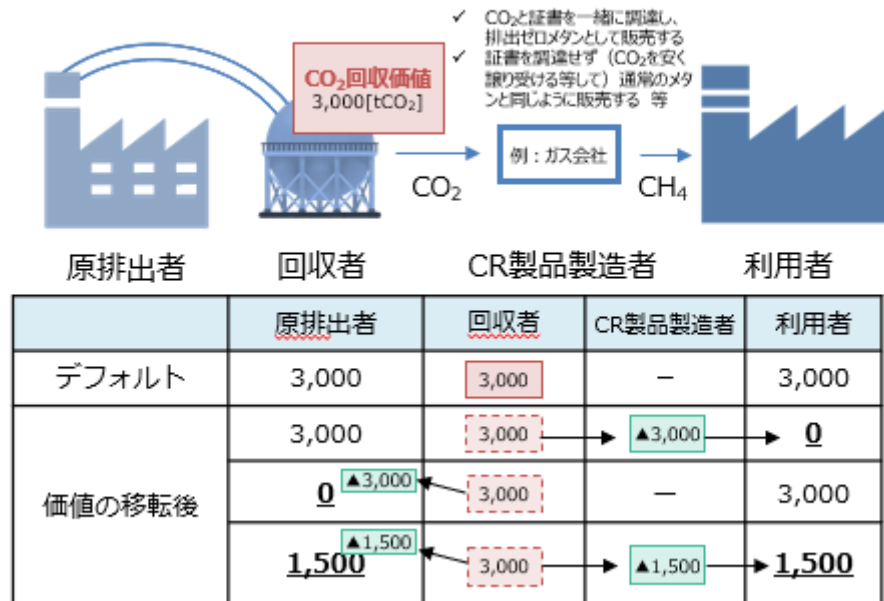 ✓ CO₂と証書を一緒に調達し、
排出ゼロメタンとして販売する
✓ 証書を調達せず（CO₂を安く
譲り受ける等して）通常のメタ
ンと同じように販売する 等
CO₂回収価値
3,000[tCO₂]
例：ガス会社
CO₂
CH₄
原排出者 回収者 CR製品製造者 利用者
原排出者 回収者 CR製品製造者 利用者
デフォルト 3,000 3,000 － 3,000
価値の移転後
3,000 3,000 ▲3,000 0
0 ▲3,000 3,000 － 3,000
1,500 ▲1,500 3,000 ▲1,500 1,500